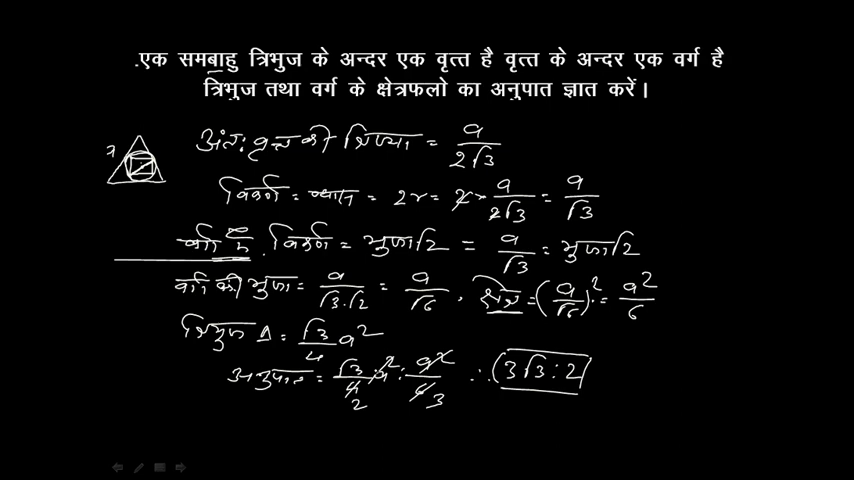 .एक समबाहु त्रिभुज के अन्दर एक वृत्त है वृत्त के अन्दर एक वर्ग है
त्रिभुज तथा वर्ग के क्षेत्रफलो का अनुपात ज्ञात करें।
अंतः वृत्त की त्रिज्या = a/2√3
a
विकर्ण = व्यास = 2r = 2× a/2√3 = a/√3
विकर्ण = भुजा√2 = a/√3 = भुजा√2
वर्ग की भुजा = a/√3.√2 = a/√6, क्षेत्र = (a/√6)² = a²/6
त्रिभुज Δ = √3/4 a²
अनुपात = √3/4 a² : a²/6 ∴ 3√3 : 2
2 3